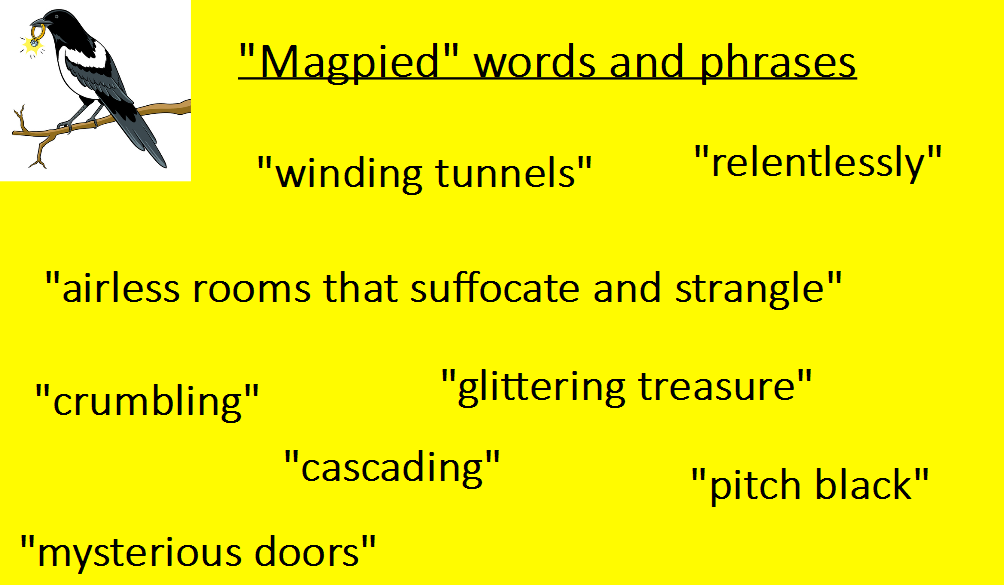 "Magpied" words and phrases
"winding tunnels"
"relentlessly"
"airless rooms that suffocate and strangle"
"crumbling"
"glittering treasure"
"cascading"
"pitch black"
"mysterious doors"